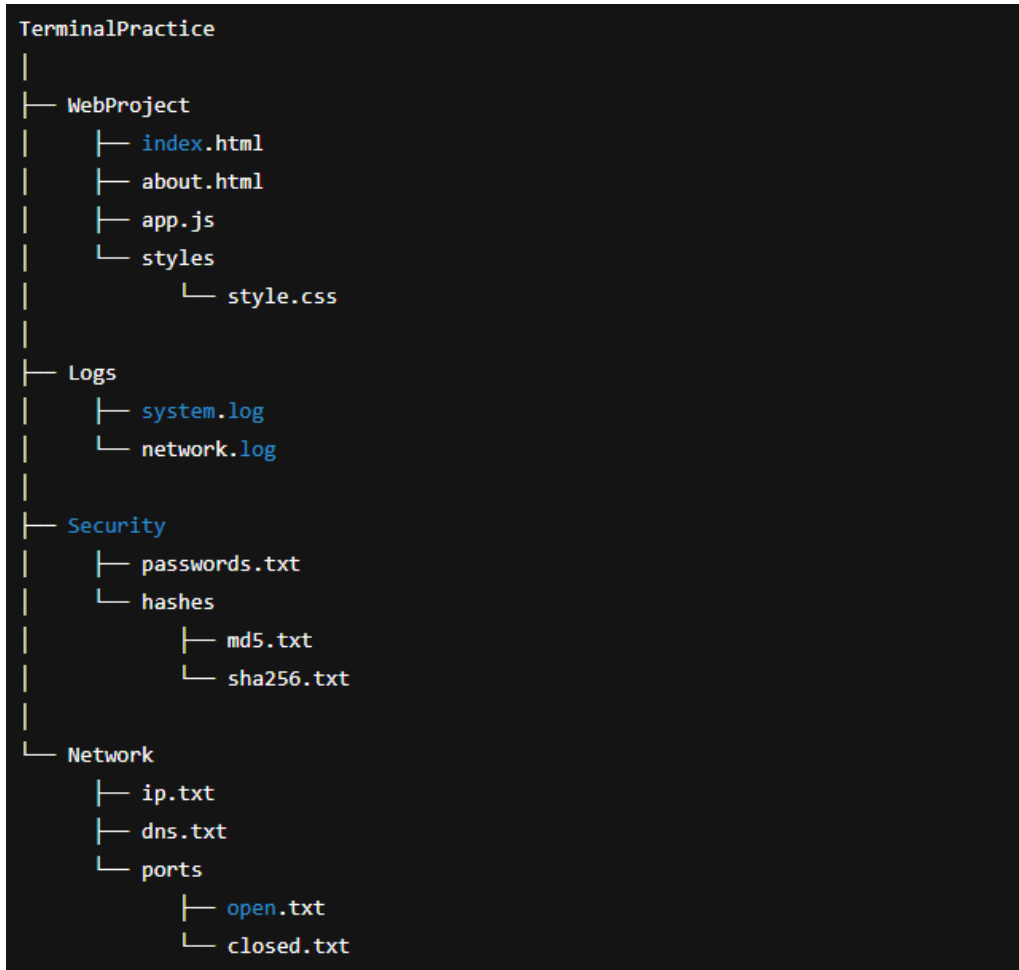 TerminalPractice
│
├── WebProject
│     ├── index.html
│     ├── about.html
│     ├── app.js
│     └── styles
│            └── style.css
│
├── Logs
│     ├── system.log
│     └── network.log
│
├── Security
│     ├── passwords.txt
│     └── hashes
│            ├── md5.txt
│            └── sha256.txt
│
└── Network
      ├── ip.txt
      ├── dns.txt
      └── ports
             ├── open.txt
             └── closed.txt